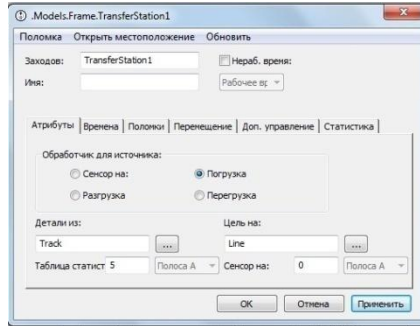 .Models.Frame.TransferStation1
Поломка Открыть местоположение Обновить
Заходов: TransferStation1 Нераб. время:
Имя: Рабочее вр
Атрибуты Времена Полонки Перемещение Доп. управление Статистика
Обработчик для источника:
Сенсор на: Погрузка
Разгрузка Перегрузка
Детали из: Цель на:
Track ... Line ...
Таблица статист 5 Полоса А Сенсор на: 0 Полоса А
OK Отмена Применить